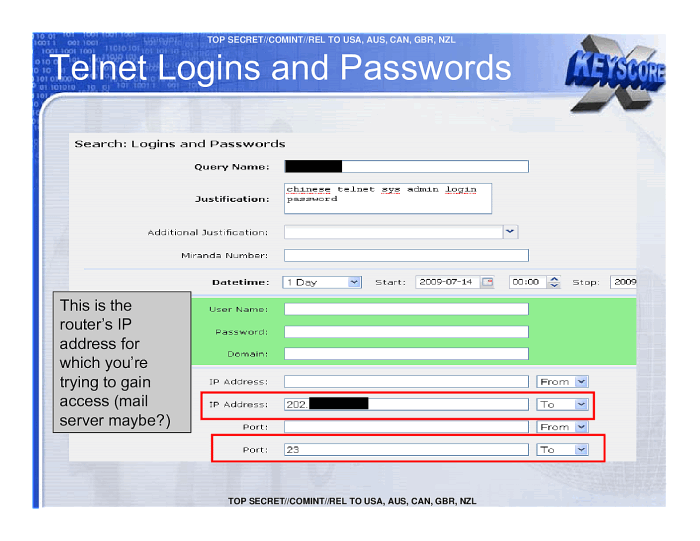 TOP SECRET//COMINT//REL TO USA, AUS, CAN, GBR, NZL
Telnet Logins and Passwords
X
KEYSCORE
Search: Logins and Passwords
Query Name:
Justification: chinese telnet sys admin login
password
Additional Justification:
Miranda Number:
Datetime: 1 Day Start: 2009-07-14 00:00 Stop: 2009
This is the
router's IP
address for
which you're
trying to gain
access (mail
server maybe?)
User Name:
Password:
Domain:
IP Address: From
IP Address: 202. To
Port: From
Port: 23 To
TOP SECRET//COMINT//REL TO USA, AUS, CAN, GBR, NZL